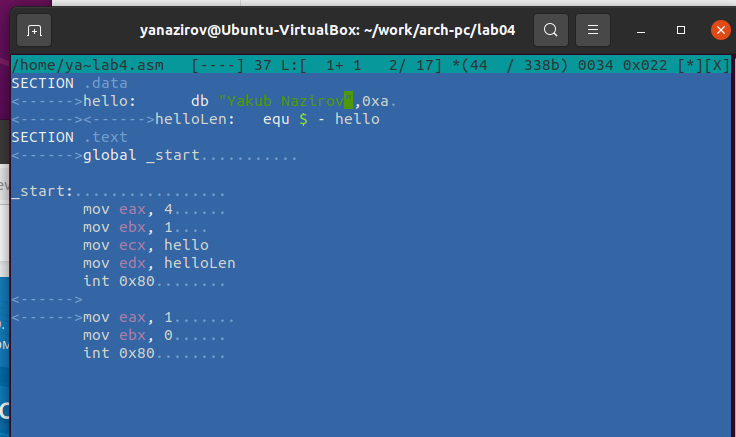 yanazirov@Ubuntu-VirtualBox: ~/work/arch-pc/lab04
/home/ya~lab4.asm   [----] 37 L:[  1+ 1   2/ 17] *(44  / 338b) 0034 0x022 [*][X]
SECTION .data
<------>hello:      db "Yakub Nazirov",0xa.
<------><------>helloLen:   equ $ - hello
SECTION .text
<------>global _start...........
_start:.................
        mov eax, 4......
        mov ebx, 1....
        mov ecx, hello
        mov edx, helloLen
        int 0x80........
<------>
<------>mov eax, 1.......
        mov ebx, 0......
        int 0x80........